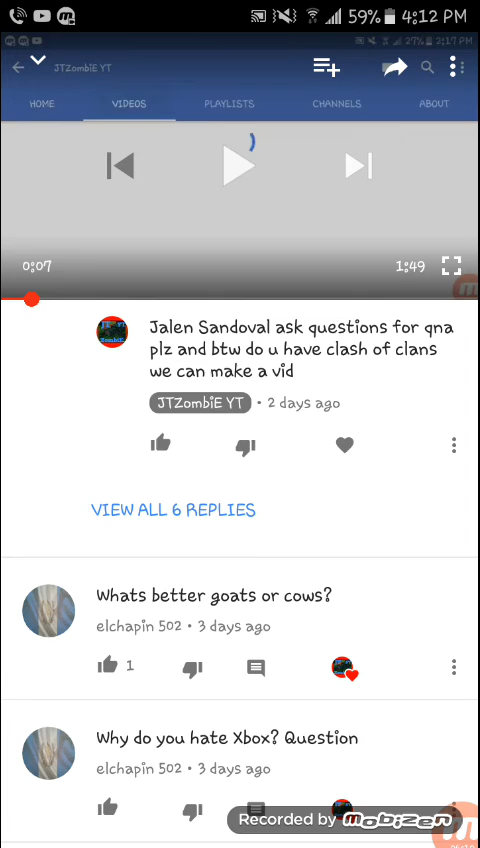 59% 4:12 PM
27% 2:17 PM
JTZombiE YT
HOME VIDEOS PLAYLISTS CHANNELS ABOUT
0:07 1:49
Jalen Sandoval ask questions for qna
plz and btw do u have clash of clans
we can make a vid
JTZombiE YT • 2 days ago
VIEW ALL 6 REPLIES
Whats better goats or cows?
elchapin 502 • 3 days ago
1
Why do you hate Xbox? Question
elchapin 502 • 3 days ago
Recorded by mobizen